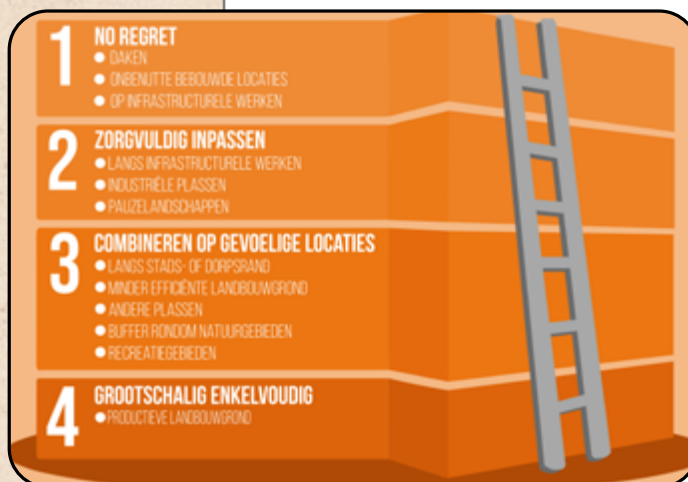 1 NO REGRET
● DAKEN
● ONBENUTTE BEBOUWDE LOCATIES
● OP INFRASTRUCTURELE WERKEN
2 ZORGVULDIG INPASSEN
● LANGS INFRASTRUCTURELE WERKEN
● INDUSTRIËLE PLASSEN
● PAUZELANDSCHAPPEN
3 COMBINEREN OP GEVOELIGE LOCATIES
● LANGS STADS- OF DORPSRAND
● MINDER EFFICIËNTE LANDBOUWGROND
● ANDERE PLASSEN
● BUFFER RONDOM NATUURGEBIEDEN
● RECREATIEGEBIEDEN
4 GROOTSCHALIG ENKELVOUDIG
● PRODUCTIEVE LANDBOUWGROND